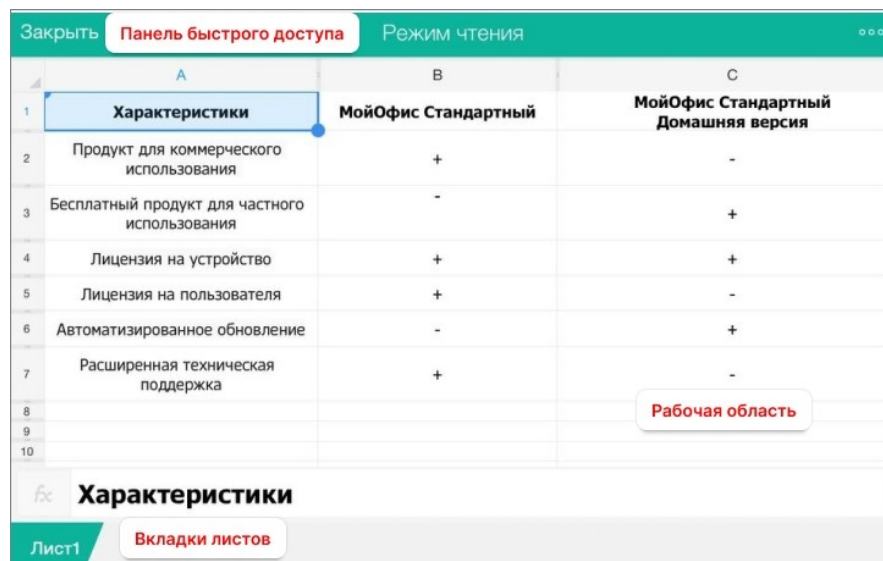 Закрыть Панель быстрого доступа Режим чтения
A B C
1 Характеристики МойОфис Стандартный МойОфис Стандартный
Домашняя версия
2 Продукт для коммерческого
использования + -
3 Бесплатный продукт для частного
использования - +
4 Лицензия на устройство + +
5 Лицензия на пользователя + -
6 Автоматизированное обновление - +
7 Расширенная техническая
поддержка + -
8 Рабочая область
9
10
fx Характеристики
Лист1 Вкладки листов